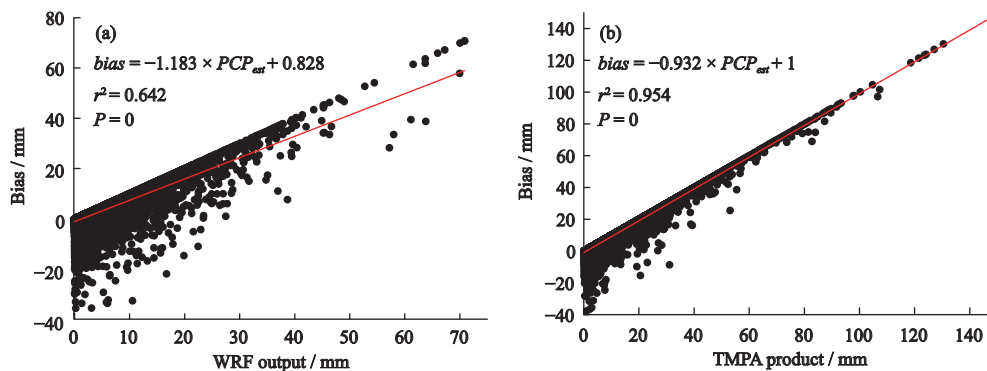 (a)
bias = −1.183 × PCP_est + 0.828
r² = 0.642
P = 0
80
60
40
20
0
−20
−40
Bias / mm
0 10 20 30 40 50 60 70
WRF output / mm
(b)
bias = −0.932 × PCP_est + 1
r² = 0.954
P = 0
140
120
100
80
60
40
20
0
−20
40
Bias / mm
0 20 40 60 80 100 120 140
TMPA product / mm